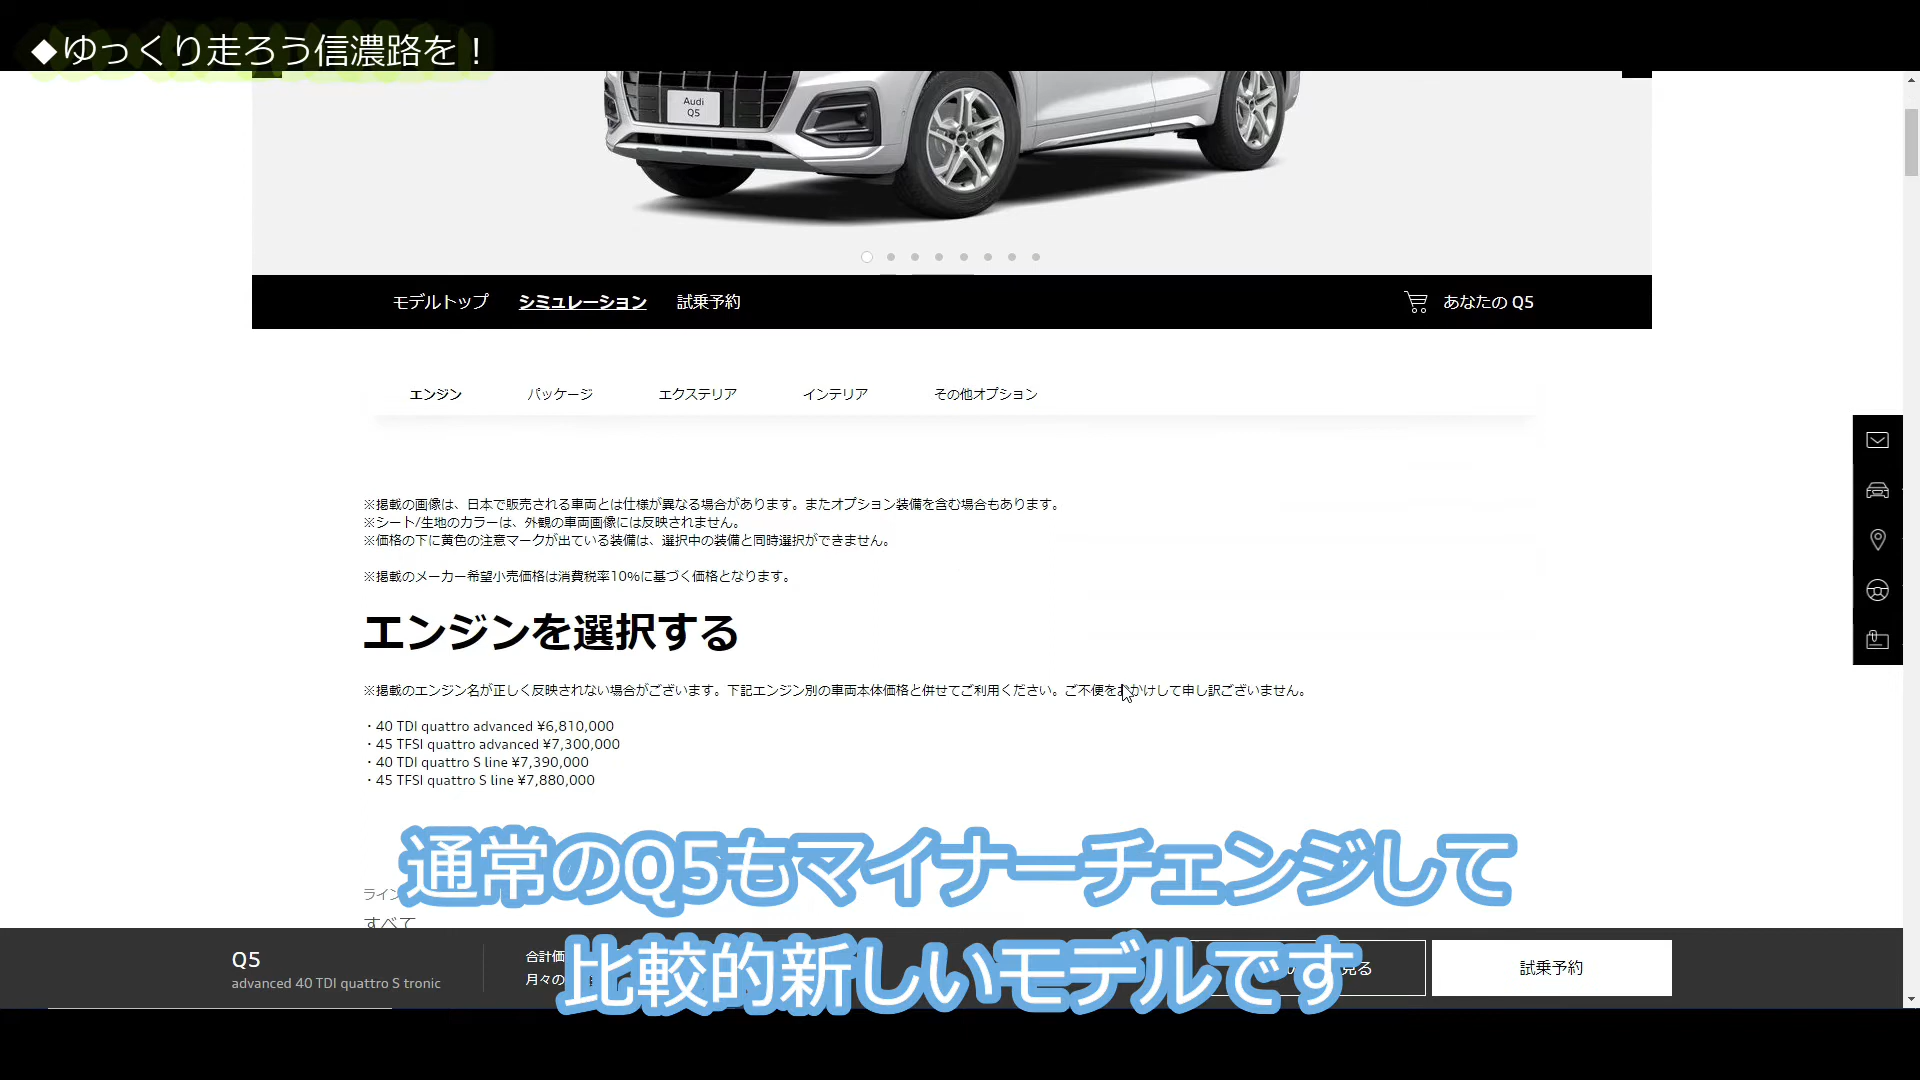 ◆ゆっくり走ろう信濃路を！
Audi
Q5
モデルトップ シミュレーション 試乗予約 あなたの Q5
エンジン パッケージ エクステリア インテリア その他オプション
※掲載の画像は、日本で販売される車両とは仕様が異なる場合があります。またオプション装備を含む場合もあります。
※シート/生地のカラーは、外観の車両画像には反映されません。
※価格の下に黄色の注意マークが出ている装備は、選択中の装備と同時選択ができません。
※掲載のメーカー希望小売価格は消費税率10%に基づく価格となります。
エンジンを選択する
※掲載のエンジン名が正しく反映されない場合がございます。下記エンジン別の車両本体価格と併せてご利用ください。ご不便をおかけして申し訳ございません。
・40 TDI quattro advanced ¥6,810,000
・45 TFSI quattro advanced ¥7,300,000
・40 TDI quattro S line ¥7,390,000
・45 TFSI quattro S line ¥7,880,000
通常のQ5もマイナーチェンジして
ライン
すべて
比較的新しいモデルです
Q5
advanced 40 TDI quattro S tronic
合計価
月々の
見る
試乗予約